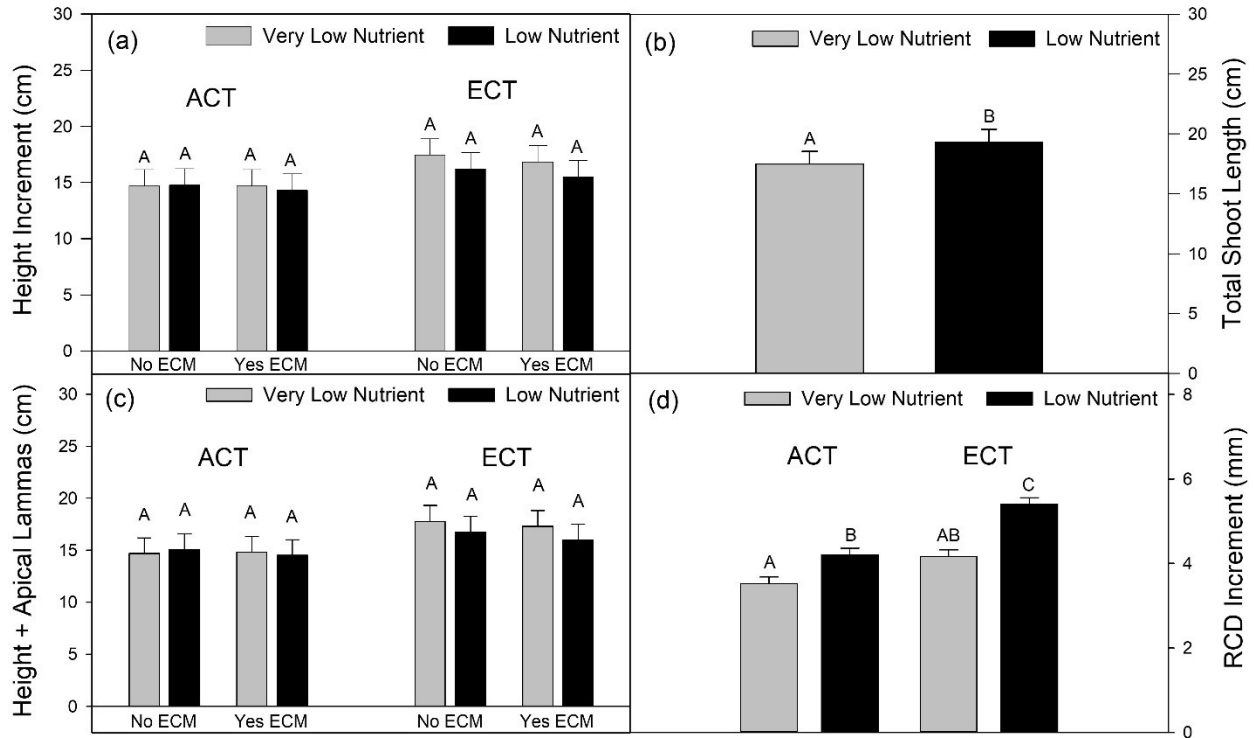 (a)
Very Low Nutrient Low Nutrient
ACT ECT
A A A A A A A A
30
25
20
15
10
5
0
Height Increment (cm)
No ECM Yes ECM No ECM Yes ECM
(b)
Very Low Nutrient Low Nutrient
A B
30
25
20
15
10
5
0
Total Shoot Length (cm)
(c)
Very Low Nutrient Low Nutrient
ACT ECT
A A A A A A A A
30
25
20
15
10
5
0
Height + Apical Lammas (cm)
No ECM Yes ECM No ECM Yes ECM
(d)
Very Low Nutrient Low Nutrient
ACT ECT
A B AB C
8
6
4
2
0
RCD Increment (mm)